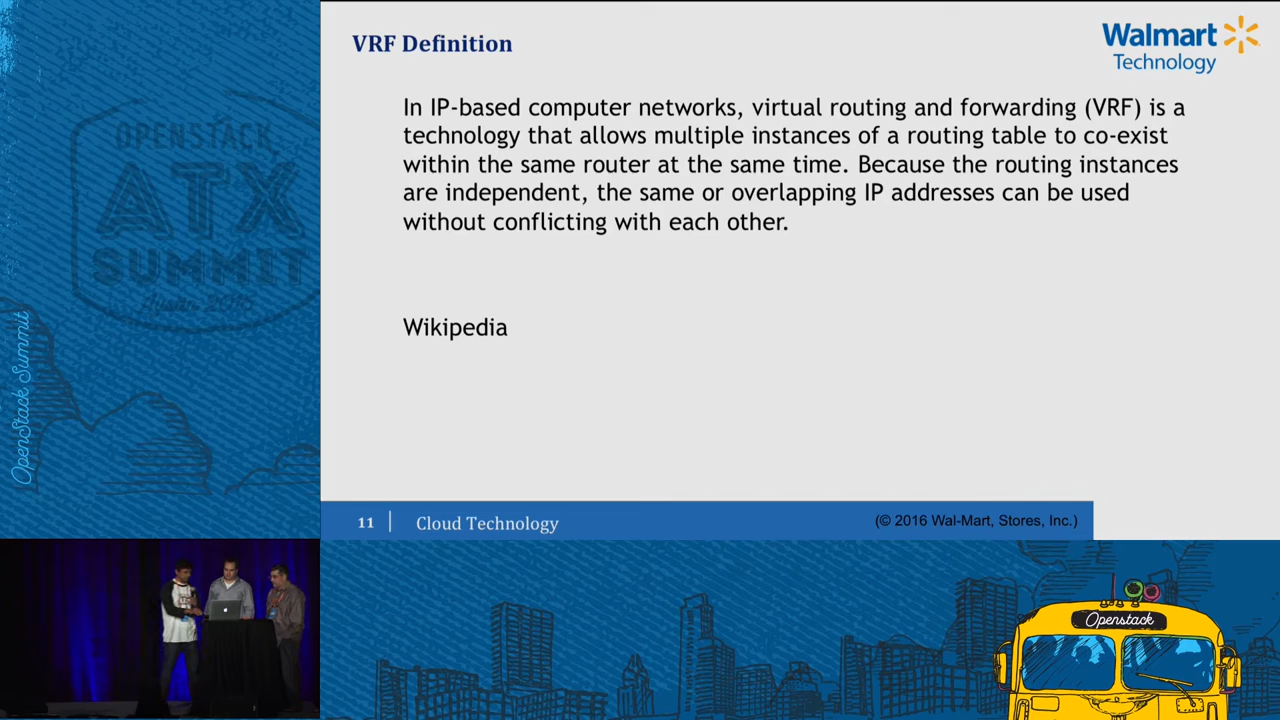 VRF Definition
Walmart
Technology
In IP-based computer networks, virtual routing and forwarding (VRF) is a
technology that allows multiple instances of a routing table to co-exist
within the same router at the same time. Because the routing instances
are independent, the same or overlapping IP addresses can be used
without conflicting with each other.
Wikipedia
11
Cloud Technology
(© 2016 Wal-Mart, Stores, Inc.)
OPENSTACK
ATX
SUMMIT
Austin 2016
OpenStack Summit
Openstack